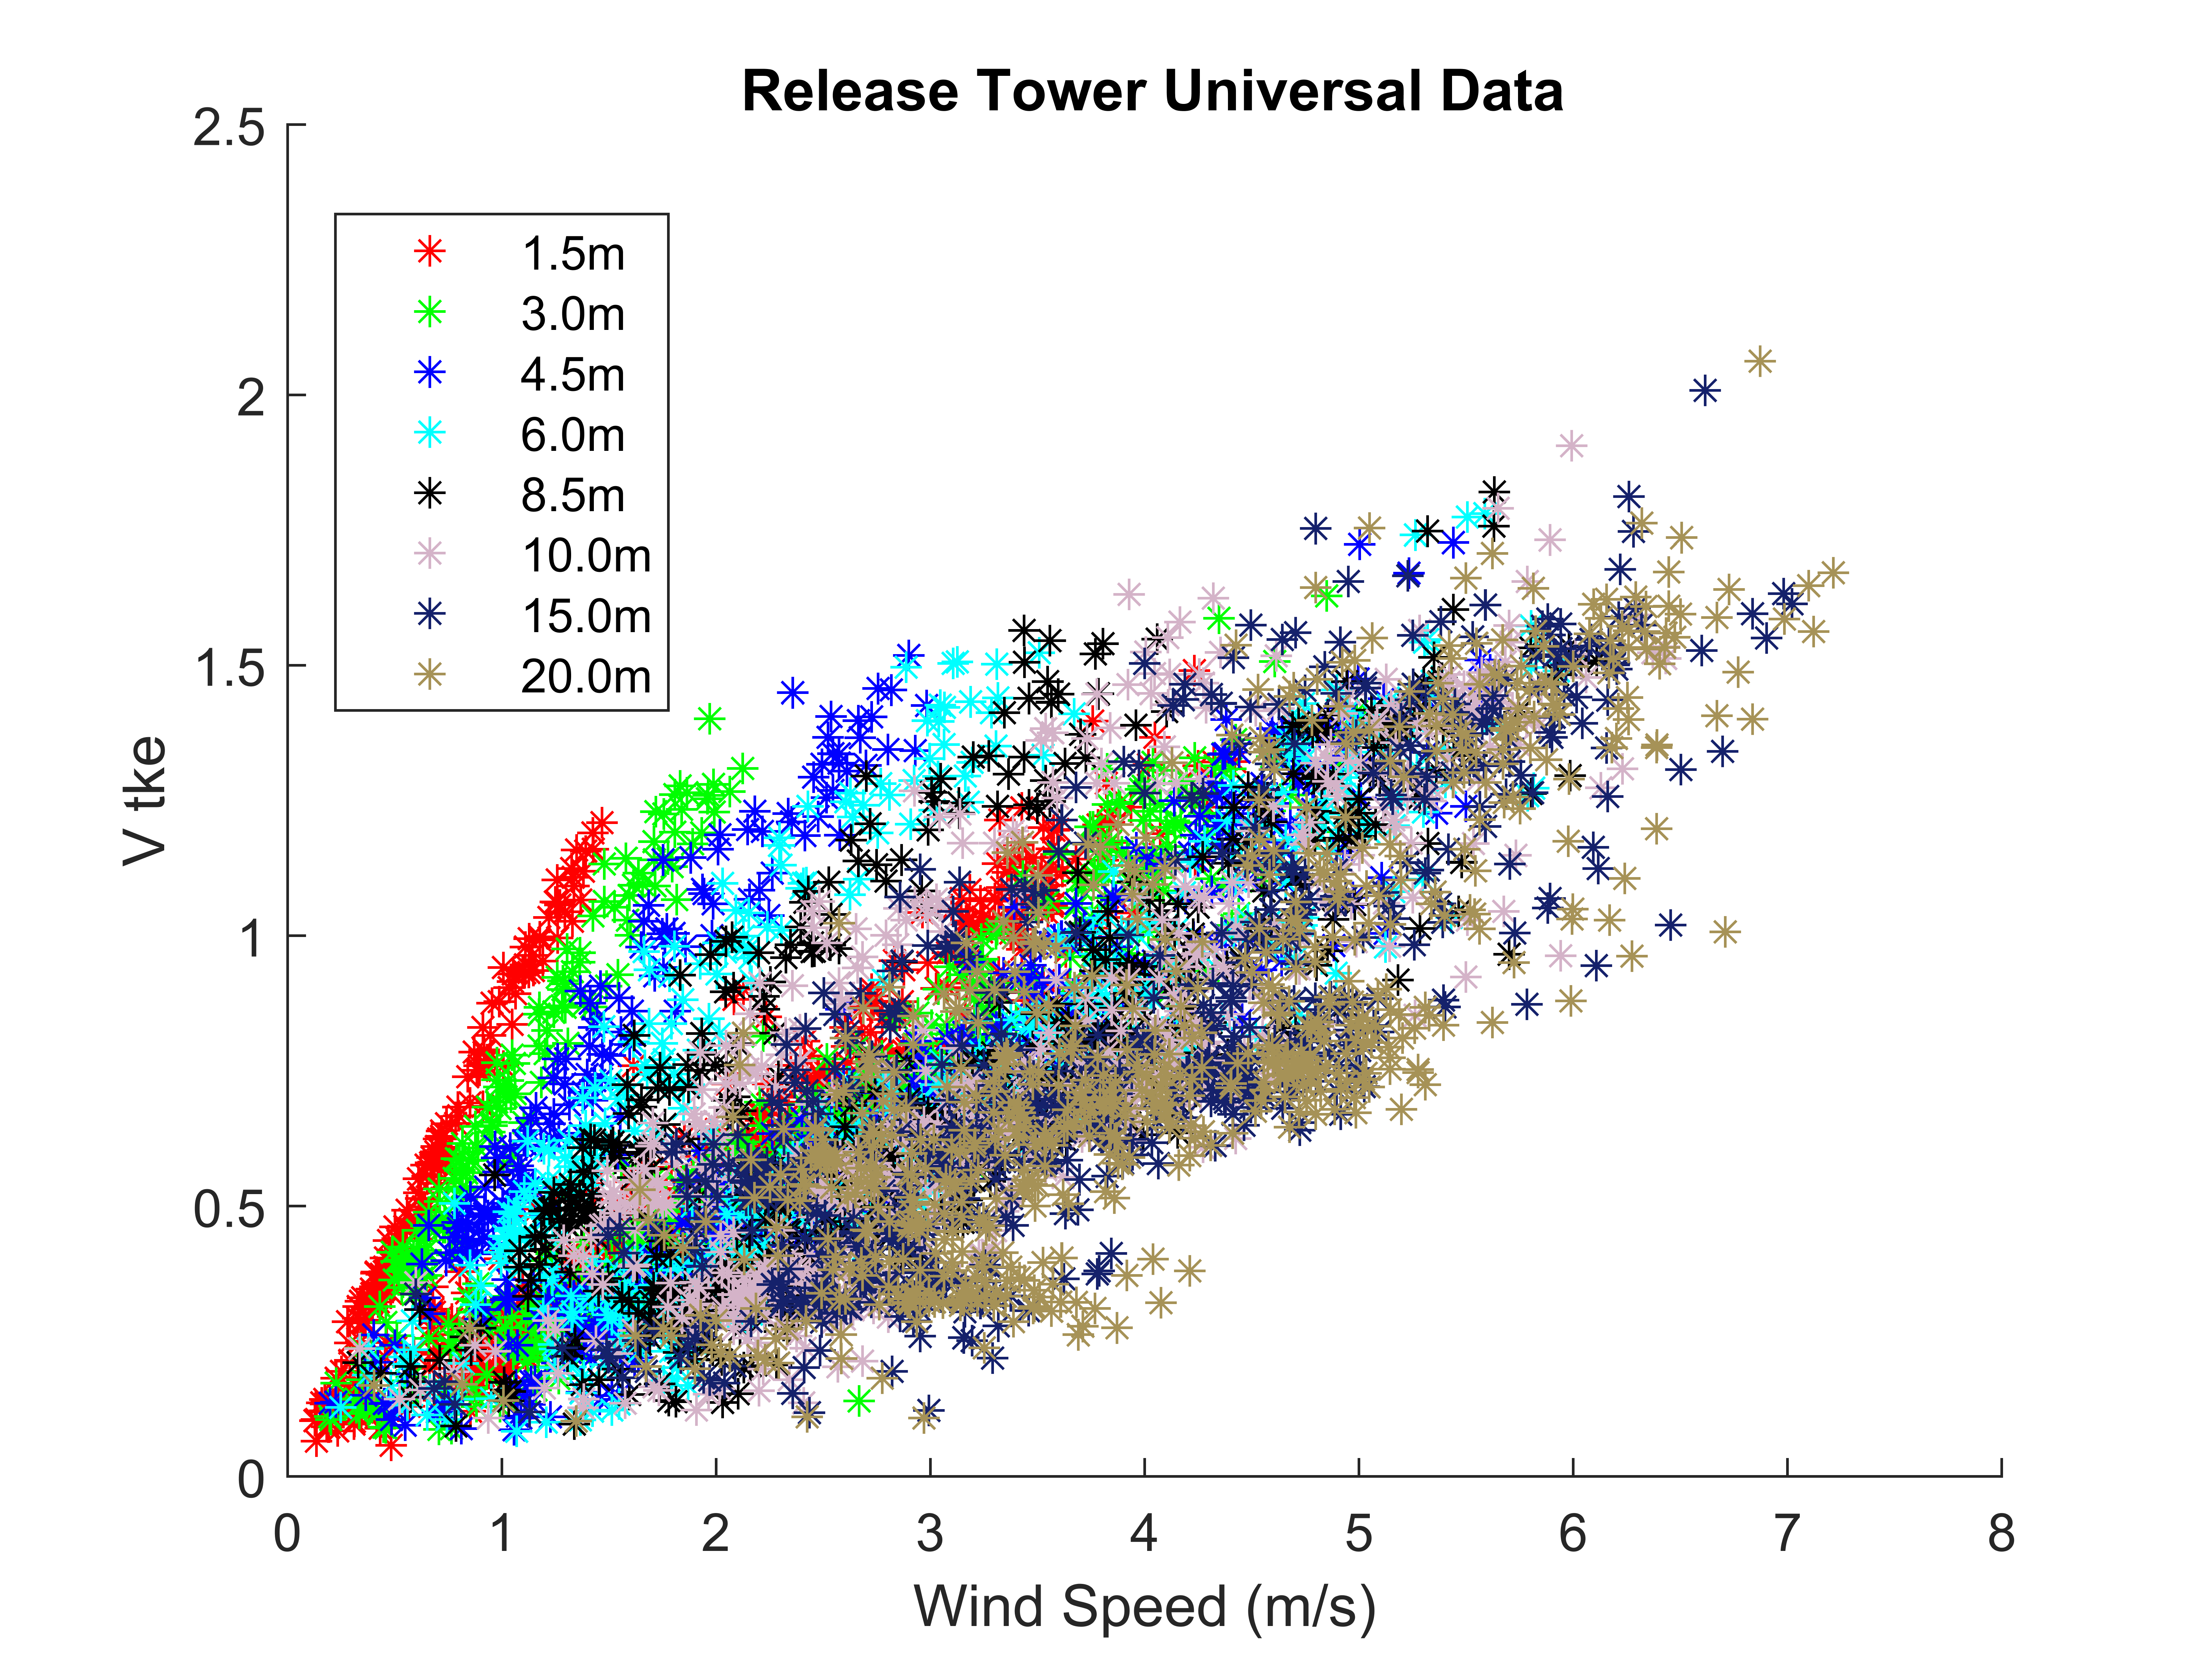 Release Tower Universal Data
2.5
2
1.5
1
0.5
0
V tke
1.5m
3.0m
4.5m
6.0m
8.5m
10.0m
15.0m
20.0m
0 1 2 3 4 5 6 7 8
Wind Speed (m/s)